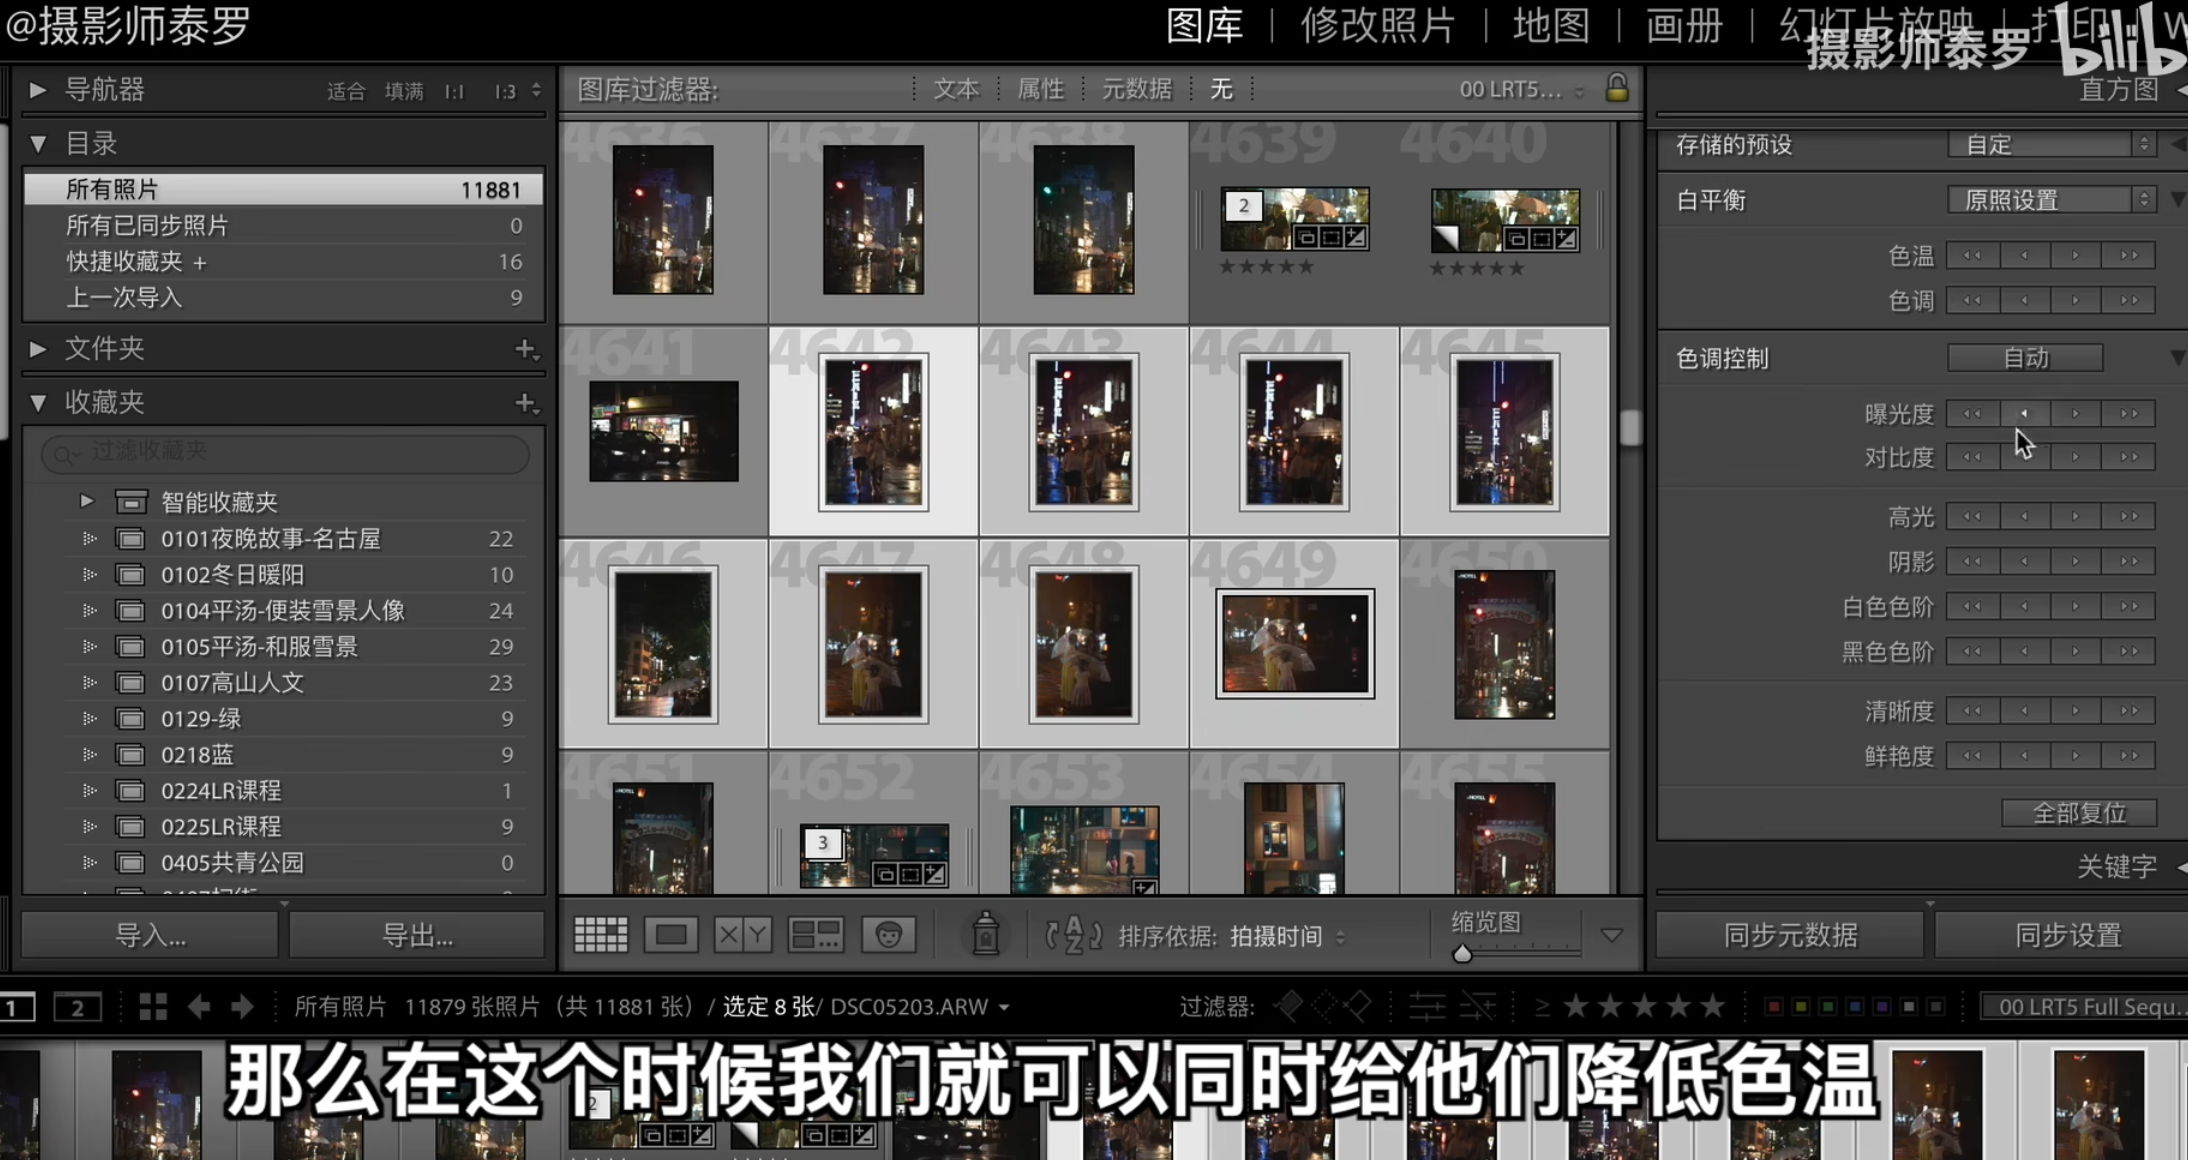 @摄影师泰罗
图库 | 修改照片 | 地图 | 画册 | 幻灯片放映 | 打印 | W
摄影师泰罗 bilib
导航器 适合 填满 1:1 1:3
图库过滤器: 文本 属性 元数据 无 00 LRT5...
直方图
目录
所有照片 11881
所有已同步照片 0
快捷收藏夹 + 16
上一次导入 9
文件夹
收藏夹
过滤收藏夹
智能收藏夹
0101夜晚故事-名古屋 22
0102冬日暖阳 10
0104平汤-便装雪景人像 24
0105平汤-和服雪景 29
0107高山人文 23
0129-绿 9
0218蓝 9
0224LR课程 1
0225LR课程 9
0405共青公园 0
导入... 导出...
4636 4637 4638 4639 4640
2
4641 4642 4643 4644 4645
4646 4647 4648 4649 4650
4651 4652 4653 4654 4655
3
XY
排序依据: 拍摄时间
缩览图
存储的预设 自定
白平衡 原照设置
色温
色调
色调控制 自动
曝光度
对比度
高光
阴影
白色色阶
黑色色阶
清晰度
鲜艳度
全部复位
关键字
同步元数据 同步设置
1 2 所有照片 11879 张照片（共 11881 张）/ 选定 8 张/ DSC05203.ARW
过滤器: ≥ ★★★★★ 00 LRT5 Full Sequ..
2
那么在这个时候我们就可以同时给他们降低色温